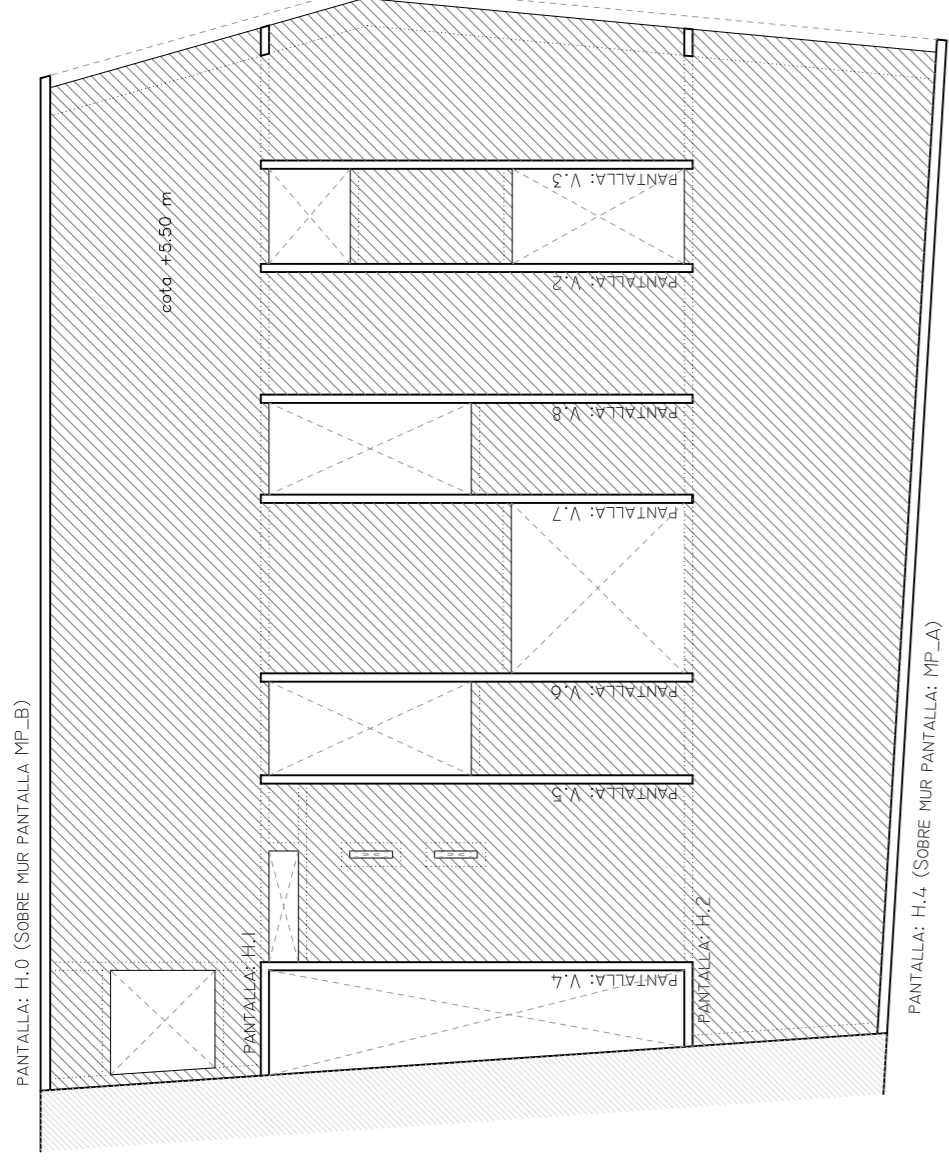 PANTALLA: V.3
cota +5.50 m
PANTALLA: V.2
PANTALLA: V.8
PANTALLA: V.7
PANTALLA: V.6
PANTALLA: V.5
PANTALLA: H.0 (SOBRE MUR PANTALLA MP_B)
PANTALLA: H.1
PANTALLA: V.4
PANTALLA: H.2
PANTALLA: H.4 (SOBRE MUR PANTALLA: MP_A)